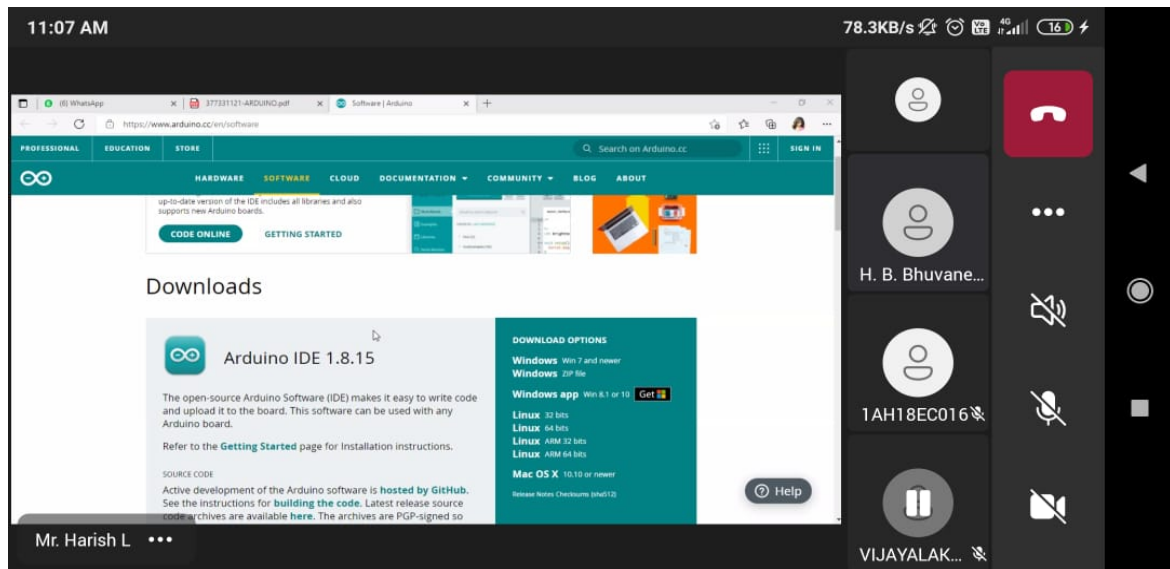 11:07 AM
78.3KB/s
Vo
LTE
4G
16
(6) WhatsApp
377331121-ARDUINO.pdf
Software | Arduino
https://www.arduino.cc/en/software
PROFESSIONAL EDUCATION STORE
Search on Arduino.cc
SIGN IN
HARDWARE SOFTWARE CLOUD DOCUMENTATION COMMUNITY BLOG ABOUT
up-to-date version of the IDE includes all libraries and also
supports new Arduino boards.
CODE ONLINE GETTING STARTED
Downloads
Arduino IDE 1.8.15
The open-source Arduino Software (IDE) makes it easy to write code
and upload it to the board. This software can be used with any
Arduino board.
Refer to the Getting Started page for Installation instructions.
SOURCE CODE
Active development of the Arduino software is hosted by GitHub.
See the instructions for building the code. Latest release source
code archives are available here. The archives are PGP-signed so
DOWNLOAD OPTIONS
Windows Win 7 and newer
Windows ZIP file
Windows app Win 8.1 or 10 Get
Linux 32 bits
Linux 64 bits
Linux ARM 32 bits
Linux ARM 64 bits
Mac OS X 10.10 or newer
Release Notes Checksums (sha512)
Help
Mr. Harish L
H. B. Bhuvane...
1AH18EC016
VIJAYALAK...